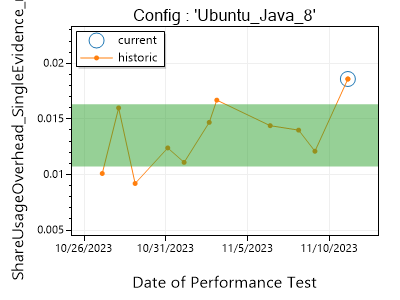 Config : 'Ubuntu_Java_8'
current
historic
0.02
0.015
0.01
0.005
10/26/2023
10/31/2023
11/5/2023
11/10/2023
Date of Performance Test
ShareUsageOverhead_SingleEvidence_